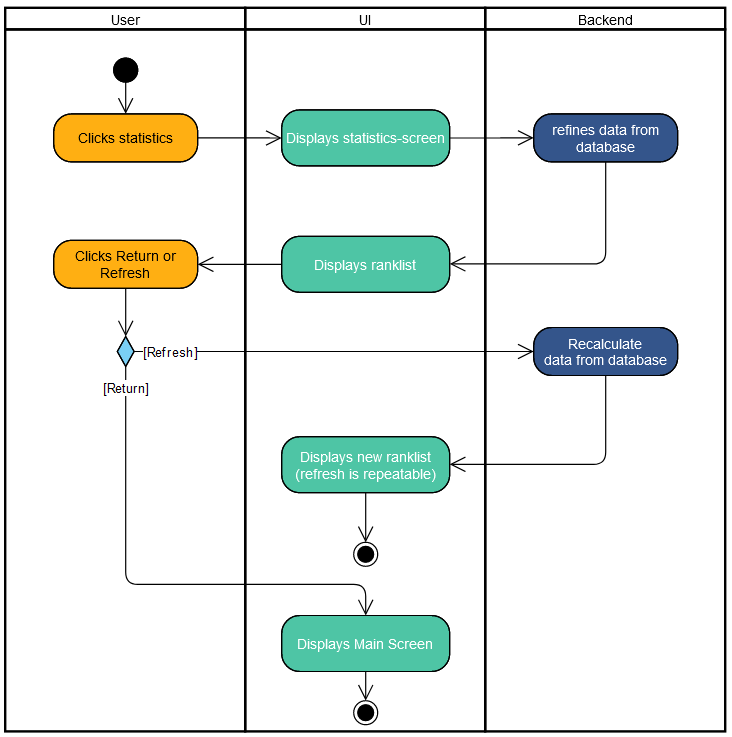 User
UI
Backend
Clicks statistics
Displays statistics-screen
refines data from
database
Clicks Return or
Refresh
Displays ranklist
[Refresh]
Recalculate
data from database
[Return]
Displays new ranklist
(refresh is repeatable)
Displays Main Screen